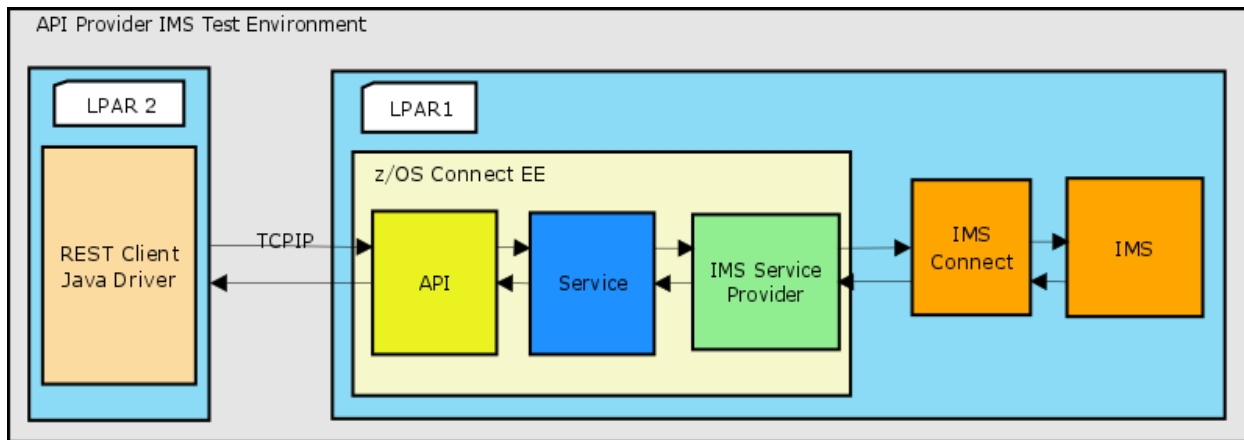 API Provider IMS Test Environment
LPAR 2
REST Client
Java Driver
TCPIP
LPAR1
z/OS Connect EE
API
Service
IMS Service
Provider
IMS
Connect
IMS